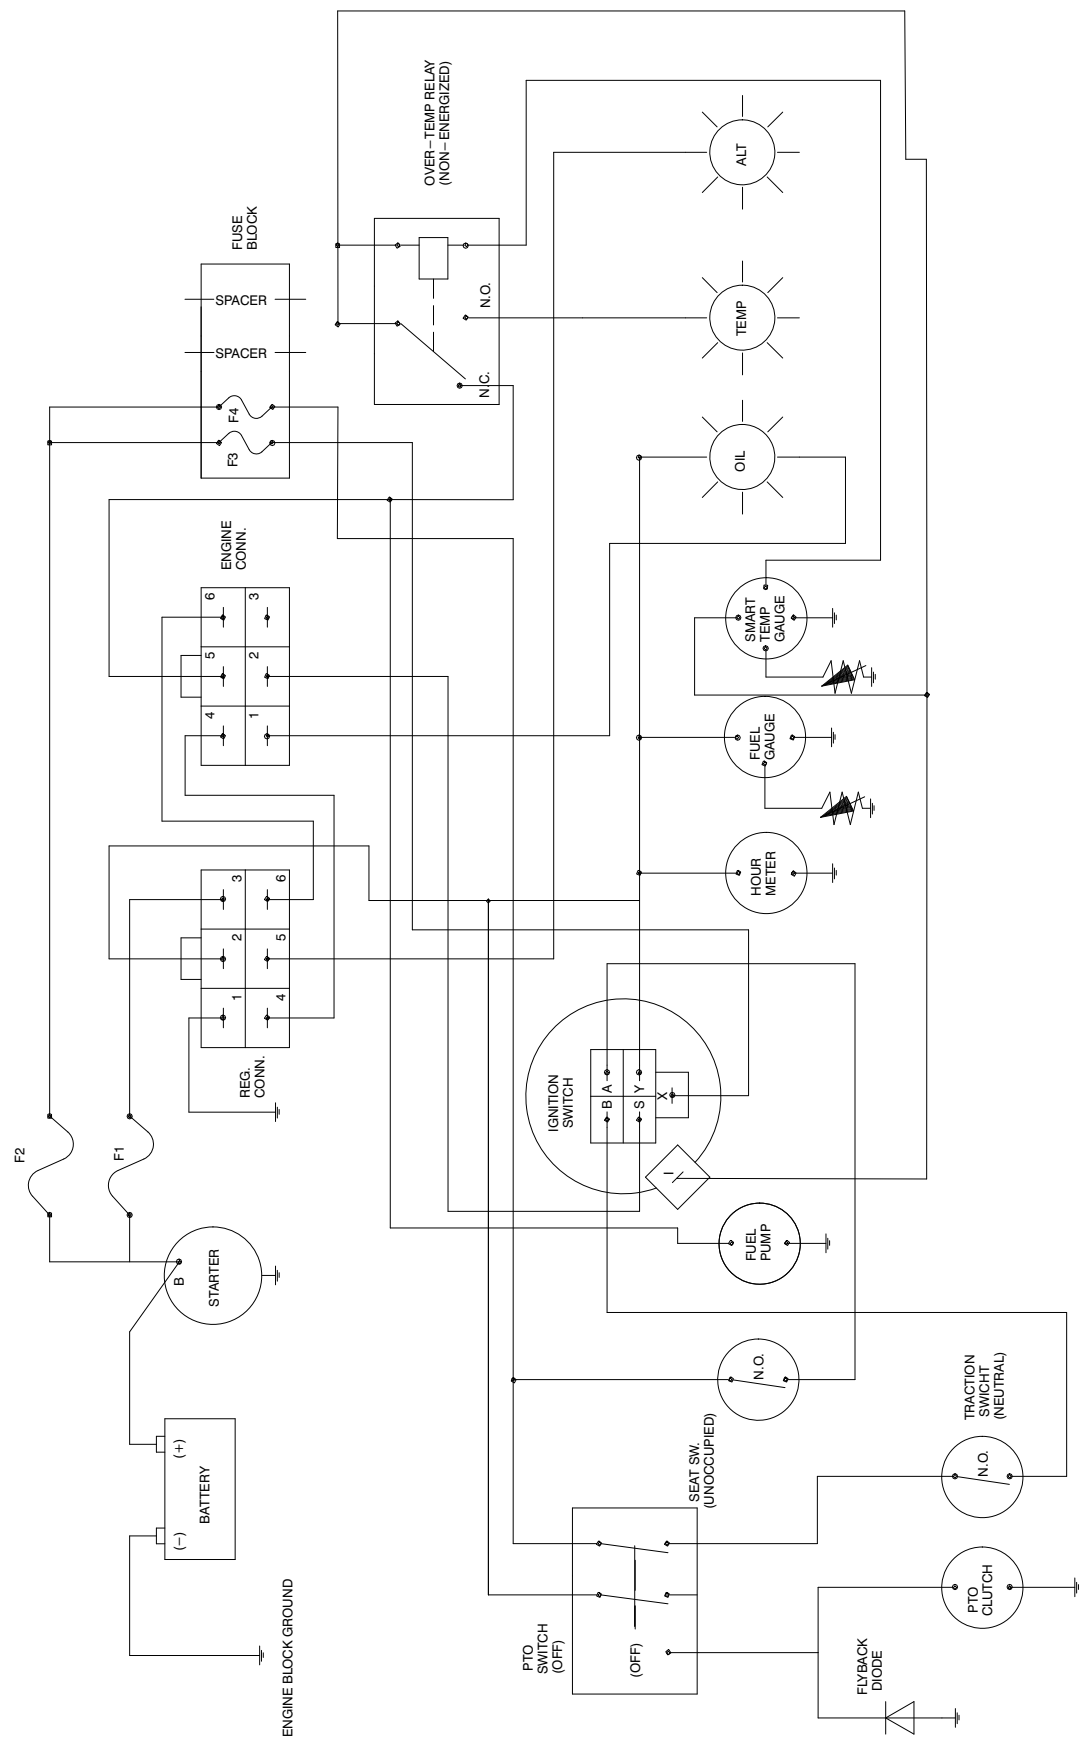 OVER-TEMP RELAY
(NON-ENERGIZED)
FUSE
BLOCK
SPACER
SPACER
F4
F3
N.O.
N.C.
ALT
TEMP
OIL
ENGINE
CONN.
6
3
5
2
4
1
SMART
TEMP
GAUGE
FUEL
GAUGE
HOUR
METER
3
6
2
5
1
4
REG.
CONN.
F2
F1
IGNITION
SWITCH
B A
S Y
X
I
B
STARTER
FUEL
PUMP
N.O.
SEAT SW.
(UNOCCUPIED)
TRACTION
SWICHT
(NEUTRAL)
N.O.
(+)
(-)
BATTERY
ENGINE BLOCK GROUND
PTO
SWITCH
(OFF)
(OFF)
PTO
CLUTCH
FLYBACK
DIODE